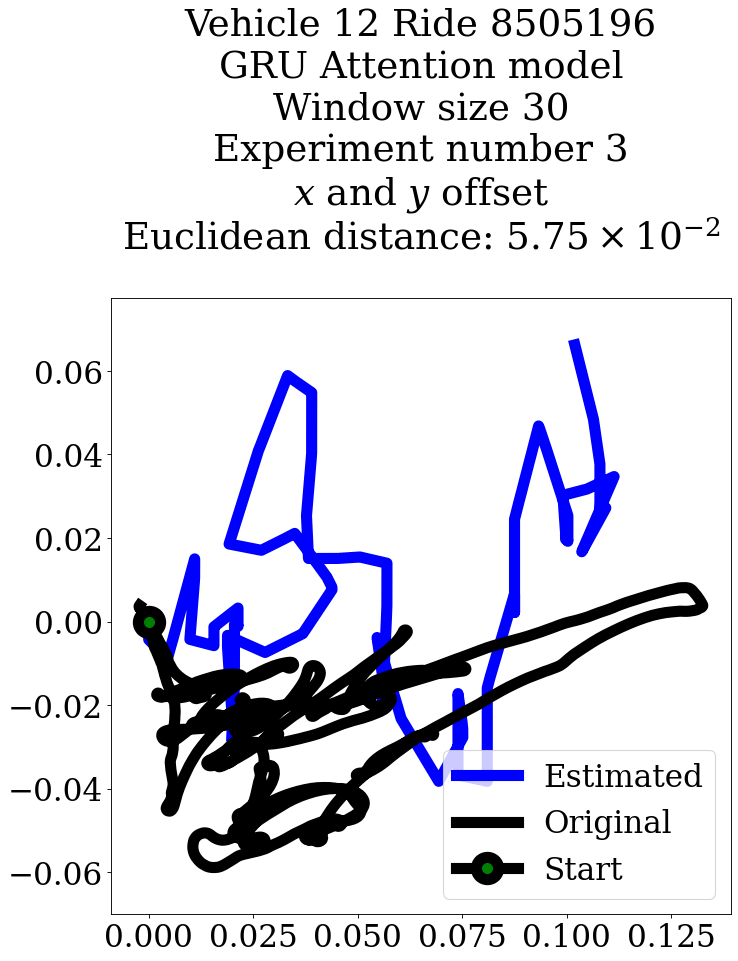 Vehicle 12 Ride 8505196
GRU Attention model
Window size 30
Experiment number 3
x and y offset
Euclidean distance: 5.75 × 10⁻²
0.06
0.04
0.02
0.00
−0.02
−0.04
−0.06
Estimated
Original
Start
0.000 0.025 0.050 0.075 0.100 0.125